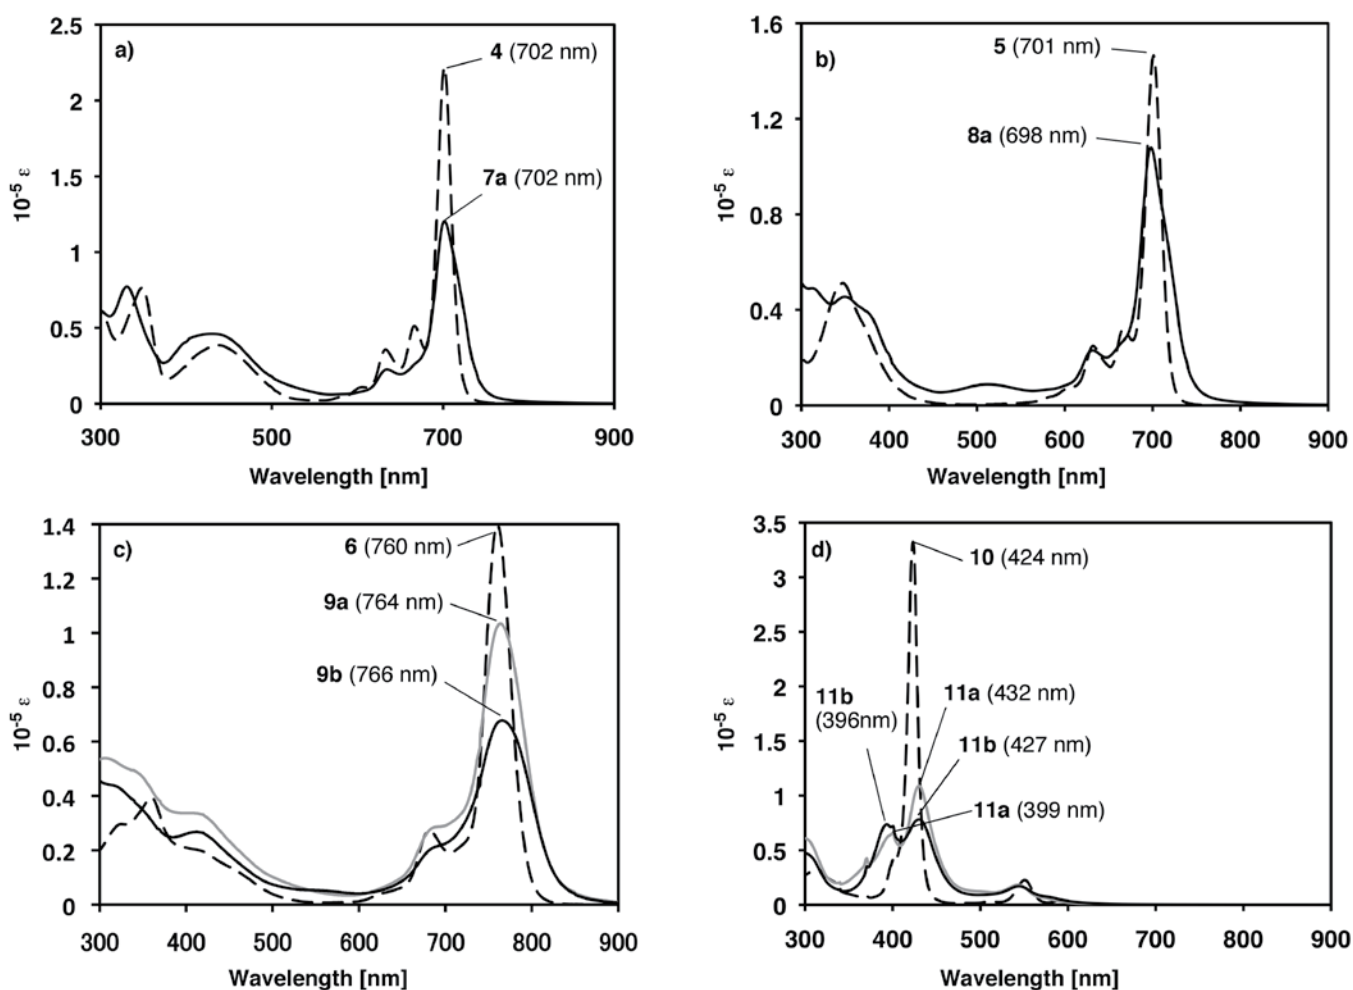 a)
2.5
2
1.5
1
0.5
0
10⁻⁵ ε
4 (702 nm)
7a (702 nm)
300
500
700
900
Wavelength [nm]
b)
1.6
1.2
0.8
0.4
0
10⁻⁵ ε
5 (701 nm)
8a (698 nm)
300 400 500 600 700 800 900
Wavelength [nm]
c)
1.4
1.2
1
0.8
0.6
0.4
0.2
0
10⁻⁵ ε
6 (760 nm)
9a (764 nm)
9b (766 nm)
300 400 500 600 700 800 900
Wavelength [nm]
d)
3.5
3
2.5
2
1.5
1
0.5
0
10⁻⁵ ε
10 (424 nm)
11b
(396nm)
11a (432 nm)
11b (427 nm)
11a (399 nm)
300 400 500 600 700 800 900
Wavelength [nm]